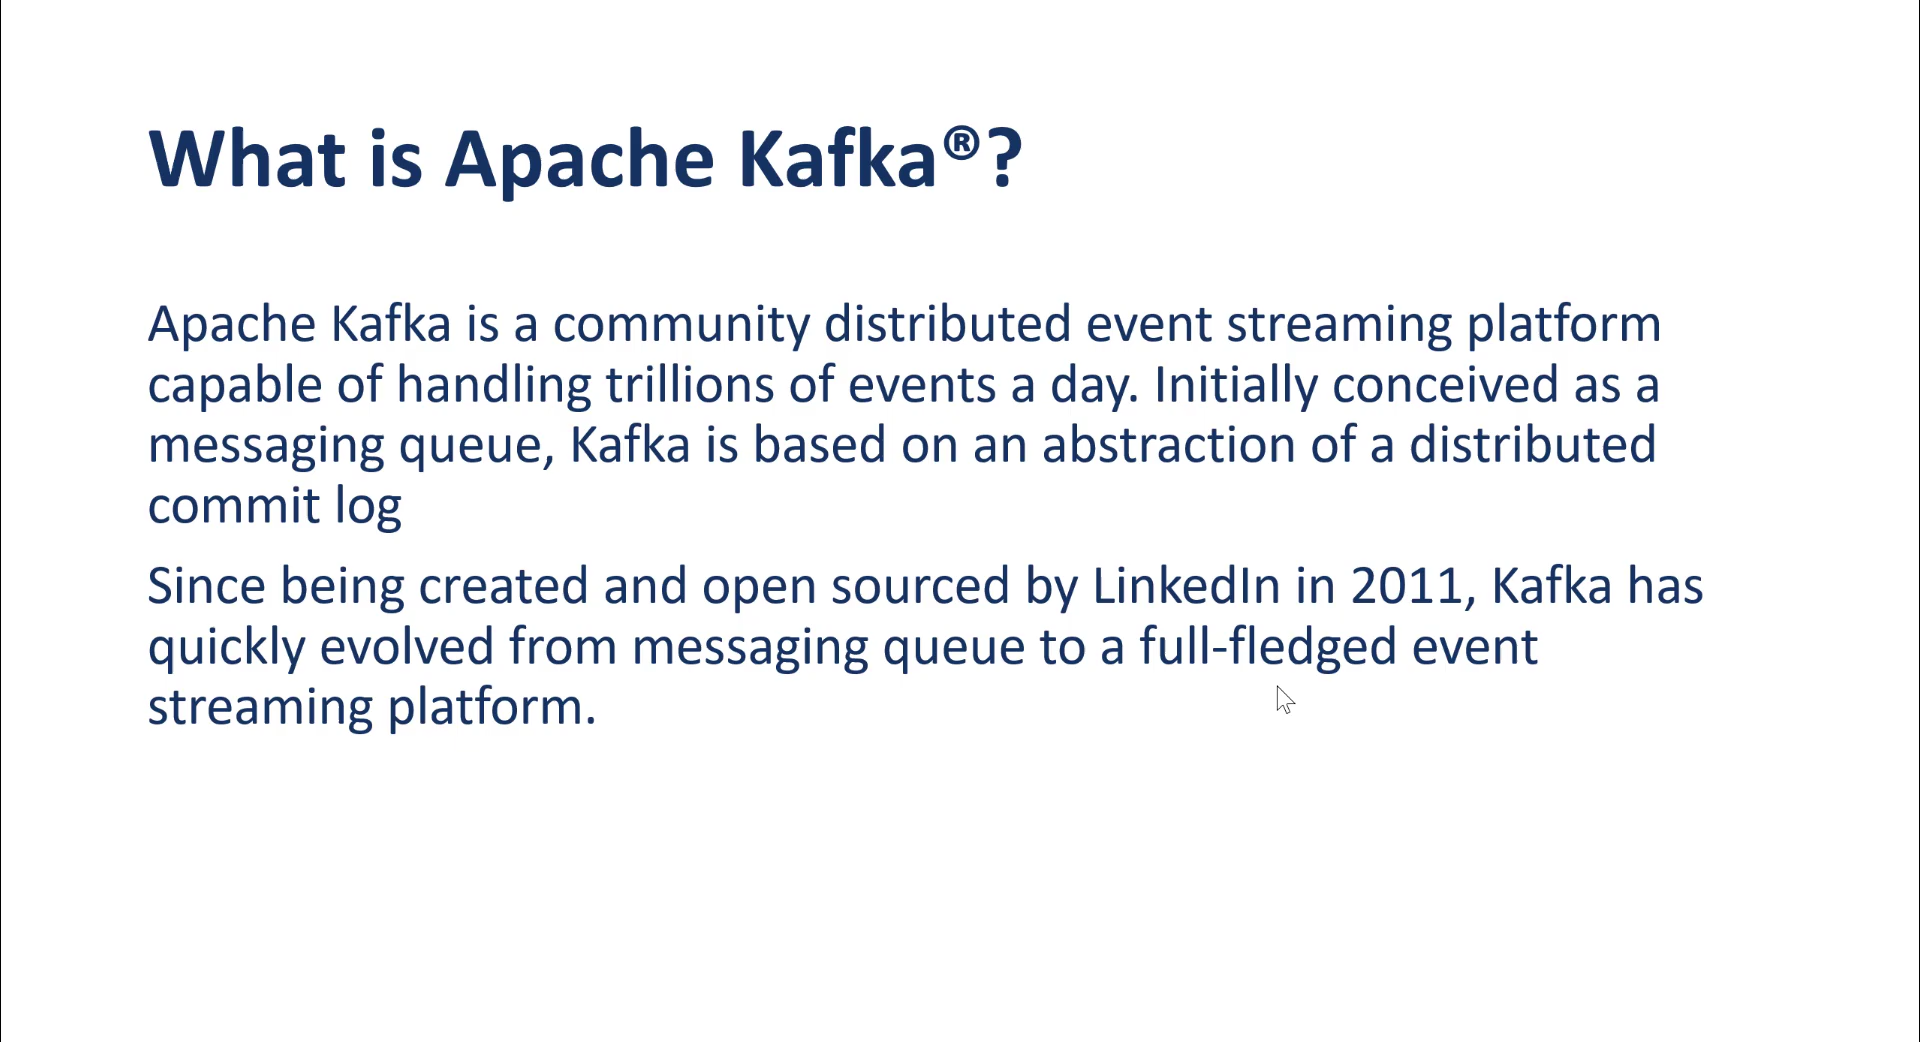 What is Apache Kafka®?
Apache Kafka is a community distributed event streaming platform
capable of handling trillions of events a day. Initially conceived as a
messaging queue, Kafka is based on an abstraction of a distributed
commit log
Since being created and open sourced by LinkedIn in 2011, Kafka has
quickly evolved from messaging queue to a full-fledged event
streaming platform.